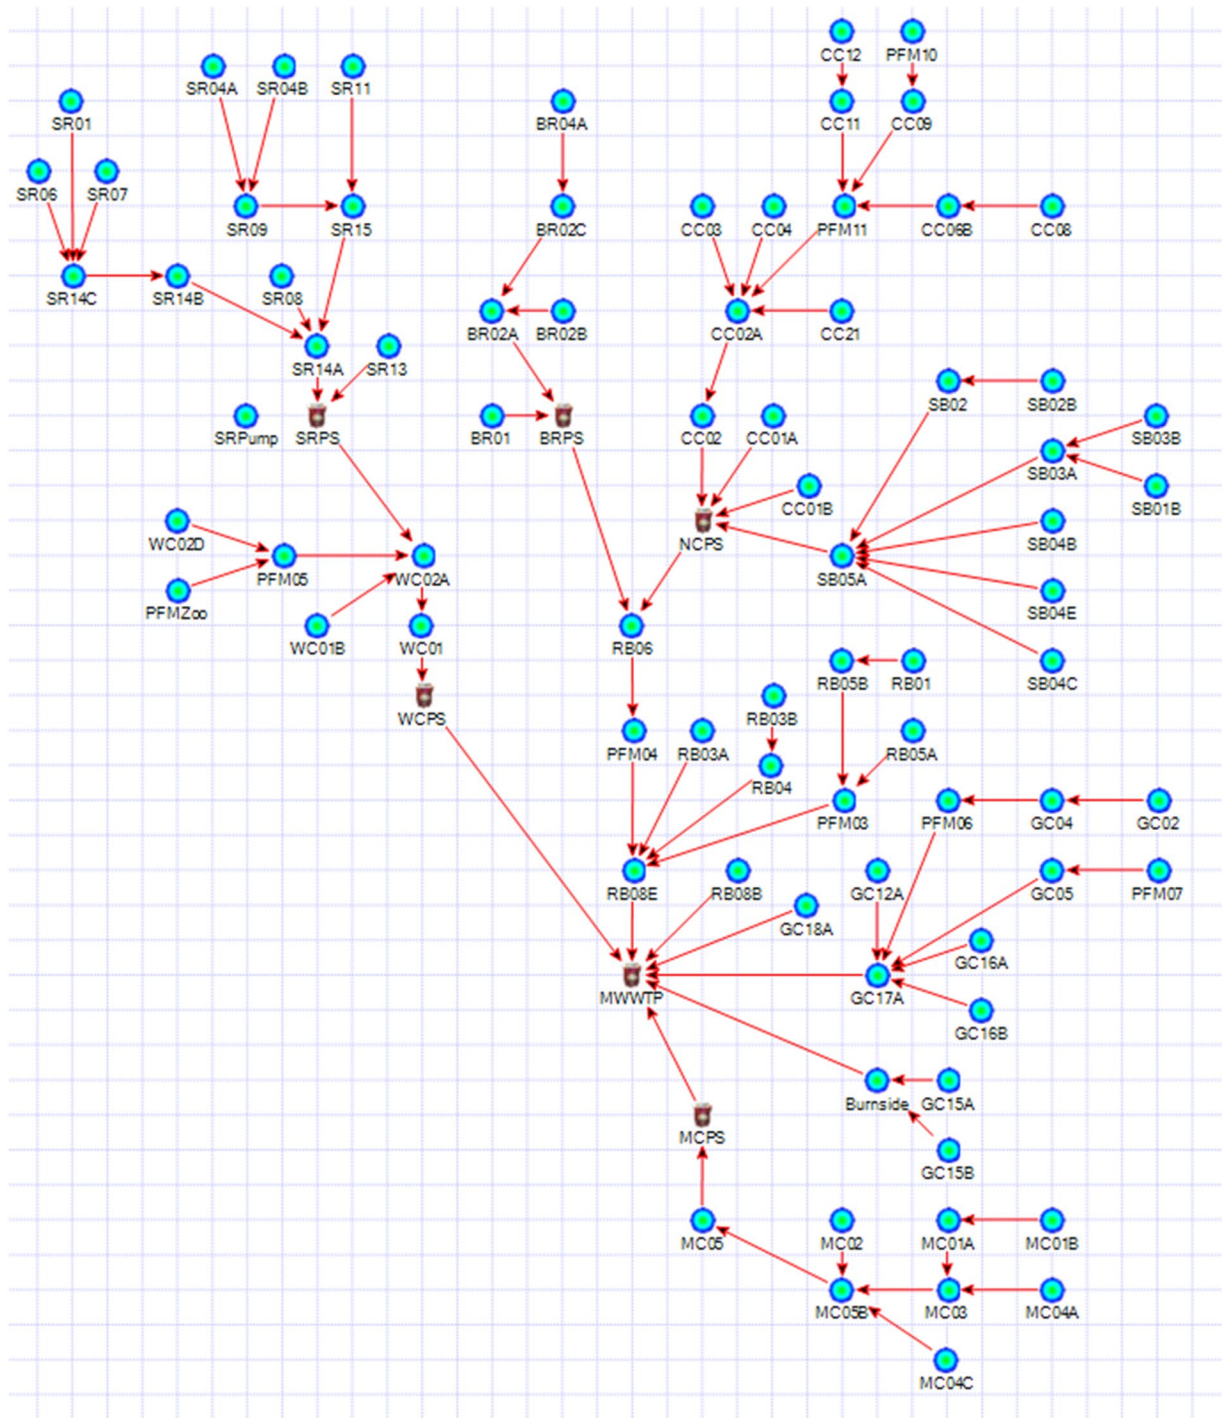 CC12
PFM10
SR04A
SR04B
SR11
SR01
BR04A
CC11
CC09
SR06
SR07
SR09
SR15
BR02C
CC03
CC04
PFM11
CC06B
CC08
SR14C
SR14B
SR08
BR02A
BR02B
CC02A
CC21
SR14A
SR13
SB02
SB02B
SRPump
SRPS
BR01
BRPS
CC02
CC01A
SB03B
SB03A
CC01B
SB01B
WC02D
NCPS
SB04B
PFM05
WC02A
SB05A
PFMZoo
SB04E
WC01B
WC01
RB06
RB05B
RB01
SB04C
WCPS
RB03B
PFM04
RB03A
RB05A
RB04
PFM03
PFM06
GC04
GC02
RB08E
RB08B
GC12A
GC05
PFM07
GC18A
GC16A
MWWTP
GC17A
GC16B
Burnside
GC15A
MCPS
GC15B
MC05
MC02
MC01A
MC01B
MC05B
MC03
MC04A
MC04C